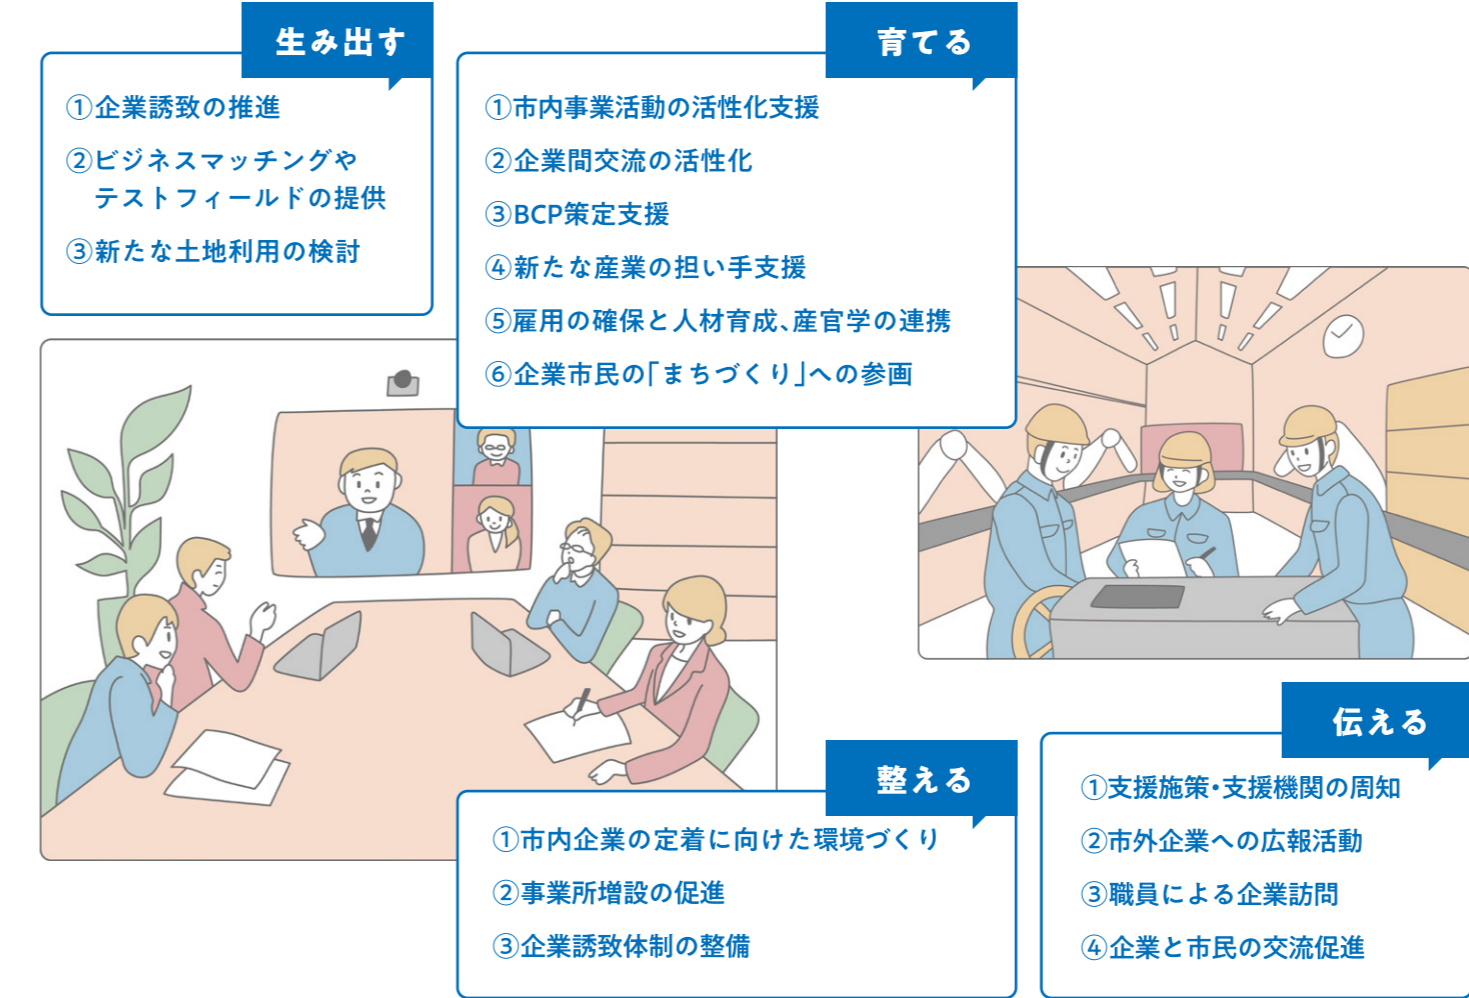 生み出す
①企業誘致の推進
②ビジネスマッチングや
テストフィールドの提供
③新たな土地利用の検討
育てる
①市内事業活動の活性化支援
②企業間交流の活性化
③BCP策定支援
④新たな産業の担い手支援
⑤雇用の確保と人材育成、産官学の連携
⑥企業市民の「まちづくり」への参画
整える
①市内企業の定着に向けた環境づくり
②事業所増設の促進
③企業誘致体制の整備
伝える
①支援施策・支援機関の周知
②市外企業への広報活動
③職員による企業訪問
④企業と市民の交流促進